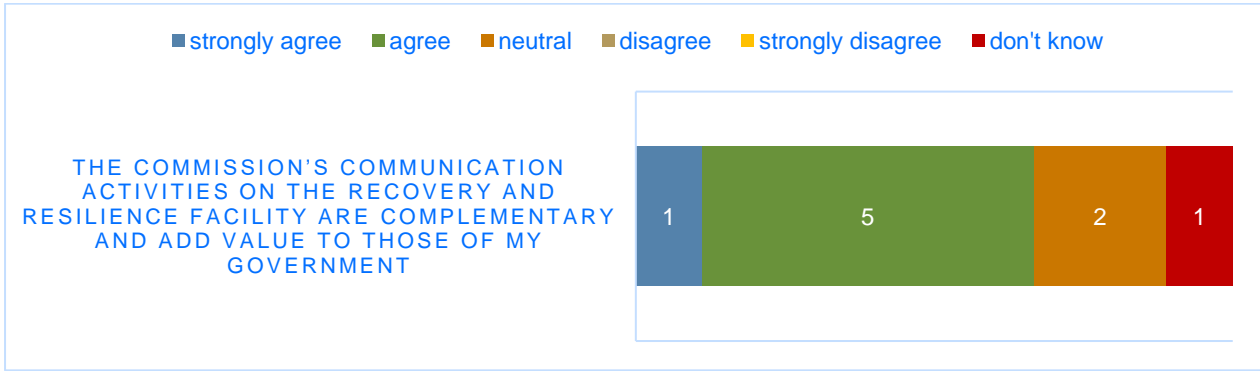 strongly agree agree neutral disagree strongly disagree don't know
THE COMMISSION’S COMMUNICATION
ACTIVITIES ON THE RECOVERY AND
RESILIENCE FACILITY ARE COMPLEMENTARY
AND ADD VALUE TO THOSE OF MY
GOVERNMENT
1 5 2 1